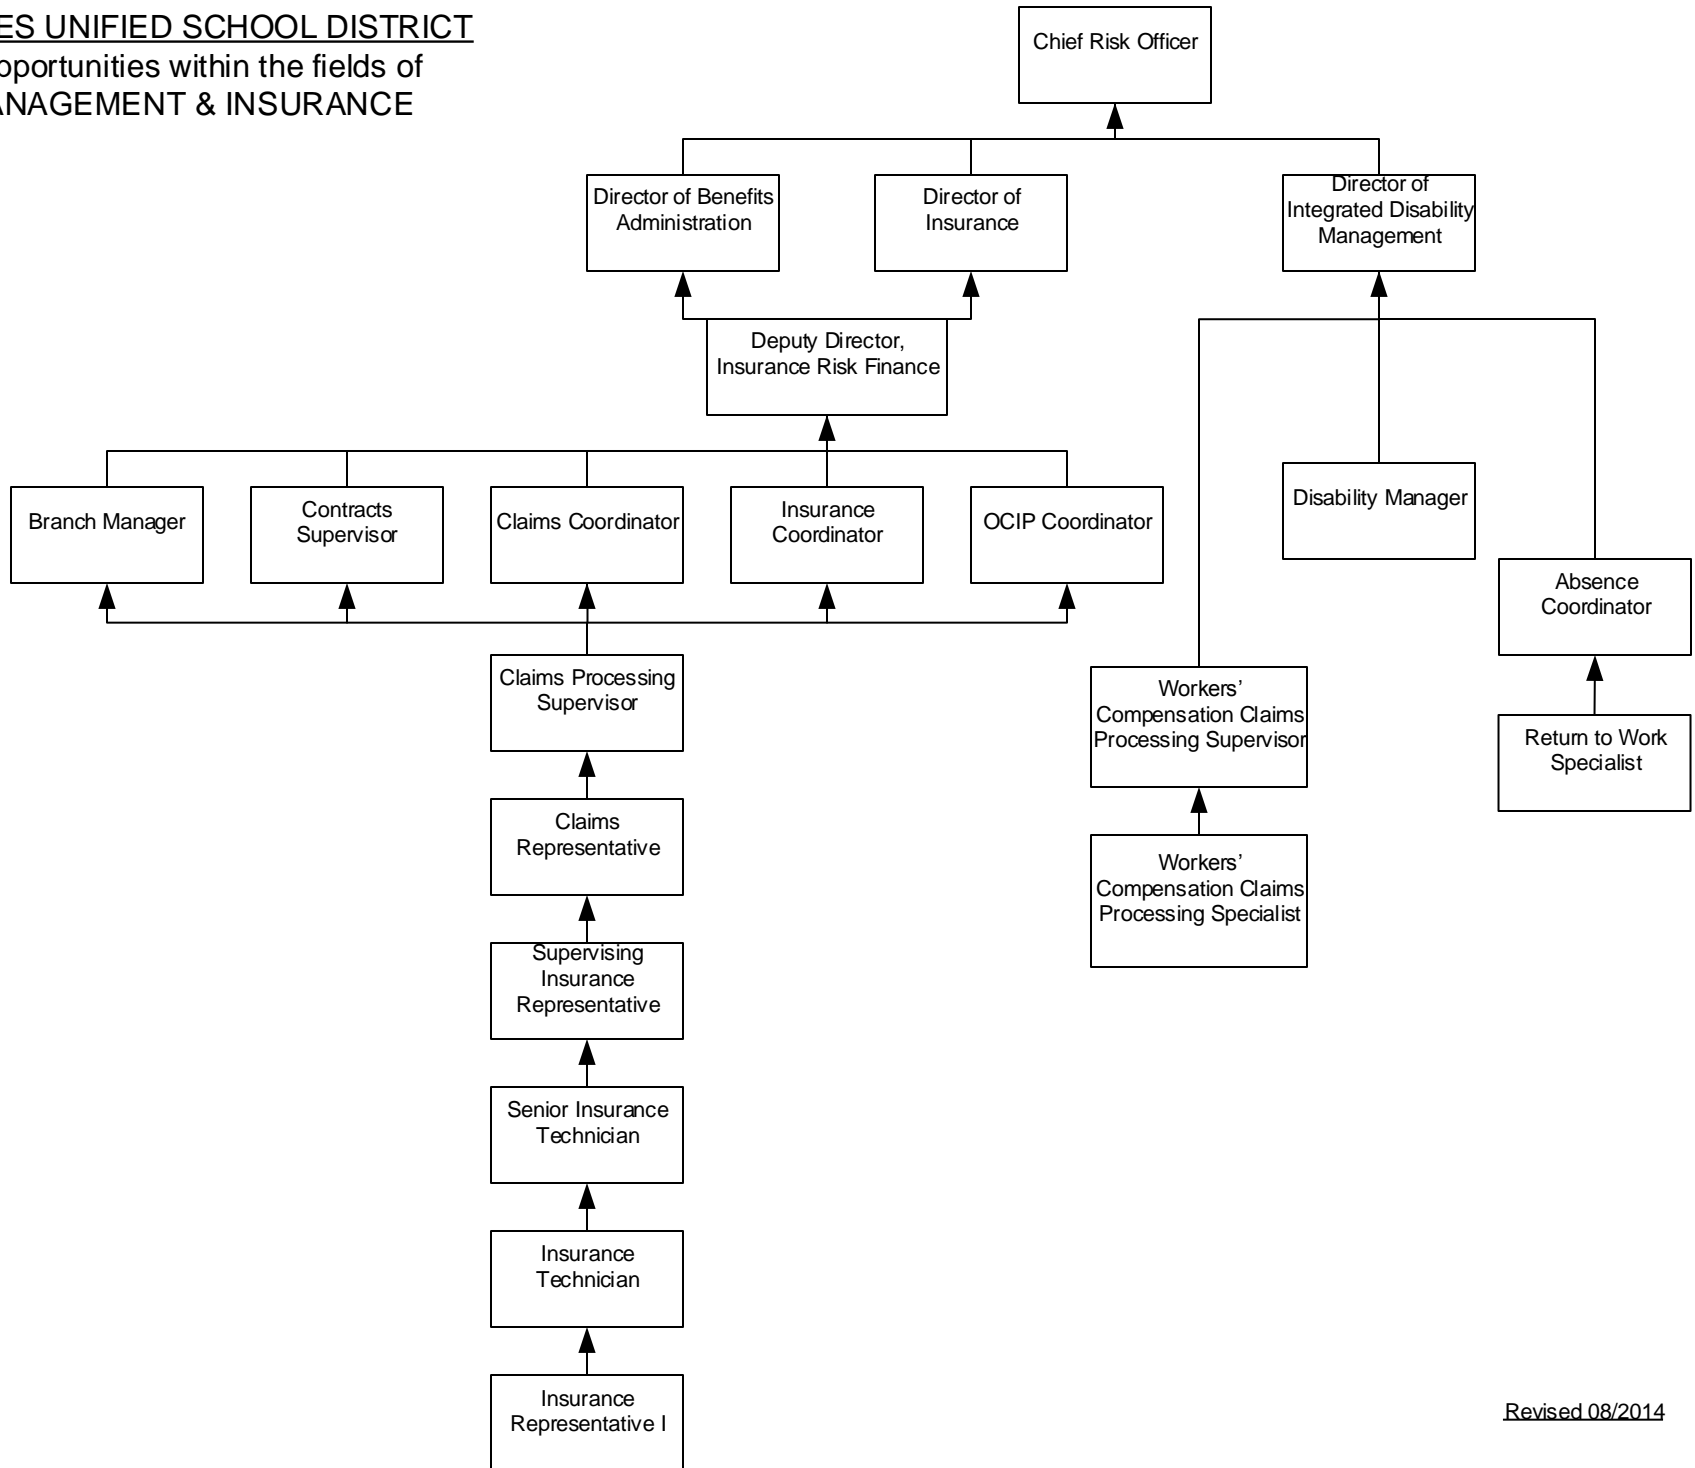 ES UNIFIED SCHOOL DISTRICT
pportunities within the fields of
ANAGEMENT & INSURANCE
Chief Risk Officer
Director of Benefits
Administration
Director of
Insurance
Director of
Integrated Disability
Management
Deputy Director,
Insurance Risk Finance
Branch Manager
Contracts
Supervisor
Claims Coordinator
Insurance
Coordinator
OCIP Coordinator
Disability Manager
Absence
Coordinator
Claims Processing
Supervisor
Workers’
Compensation Claims
Processing Supervisor
Return to Work
Specialist
Claims
Representative
Workers’
Compensation Claims
Processing Specialist
Supervising
Insurance
Representative
Senior Insurance
Technician
Insurance
Technician
Insurance
Representative I
Revised 08/2014